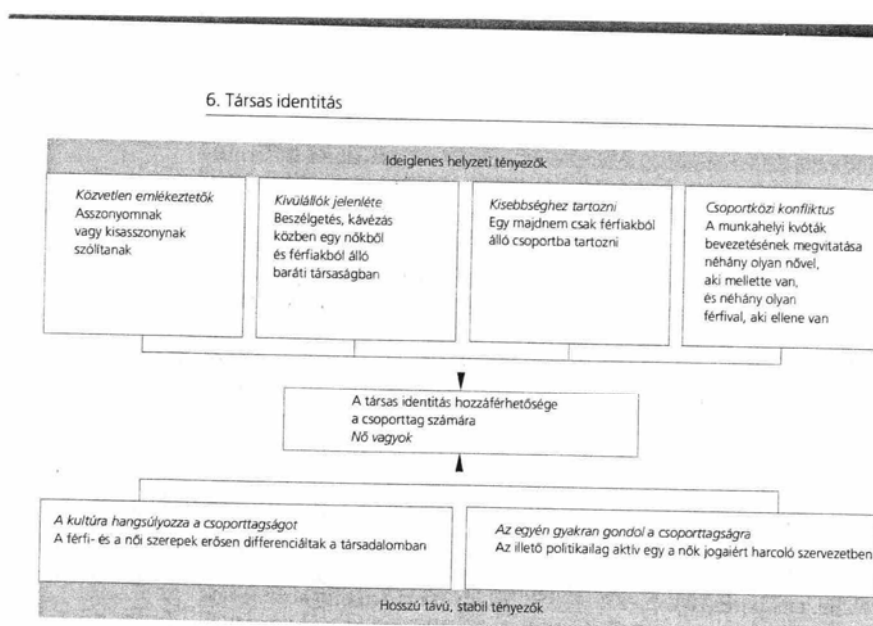 6. Társas identitás
Ideiglenes helyzeti tényezők
Közvetlen emlékeztetők
Asszonyomnak
vagy kisasszonynak
szólítanak
Kívülállók jelenléte
Beszélgetés, kávézás
közben egy nőkből
és férfiakból álló
baráti társaságban
Kisebbséghez tartozni
Egy majdnem csak férfiakból
álló csoportba tartozni
Csoportközi konfliktus
A munkahelyi kvóták
bevezetésének megvitatása
néhány olyan nővel,
aki mellette van,
és néhány olyan
férfival, aki ellene van
A társas identitás hozzáférhetősége
a csoporttag számára
Nő vagyok
A kultúra hangsúlyozza a csoporttagságot
A férfi- és a női szerepek erősen differenciáltak a társadalomban
Az egyén gyakran gondol a csoporttagságra
Az illető politikailag aktív egy a nők jogaiért harcoló szervezetben
Hosszú távú, stabil tényezők